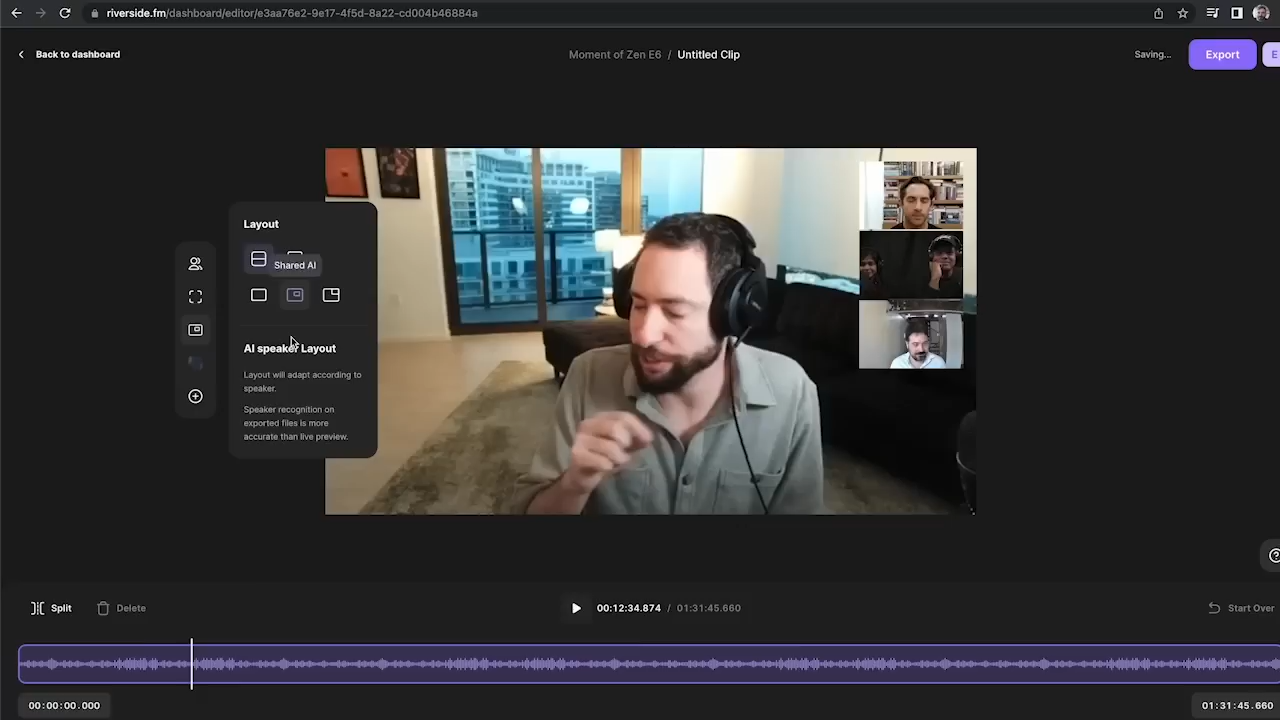 riverside.fm/dashboard/editor/e3aa76e2-9e17-4f5d-8a22-cd004b46884a
Back to dashboard
Moment of Zen E6 / Untitled Clip
Saving...
Export
E
Layout
Shared AI
AI speaker Layout
Layout will adapt according to
speaker.
Speaker recognition on
exported files is more
accurate than live preview.
Split
Delete
00:12:34.874 / 01:31:45.660
Start Over
00:00:00.000
01:31:45.660